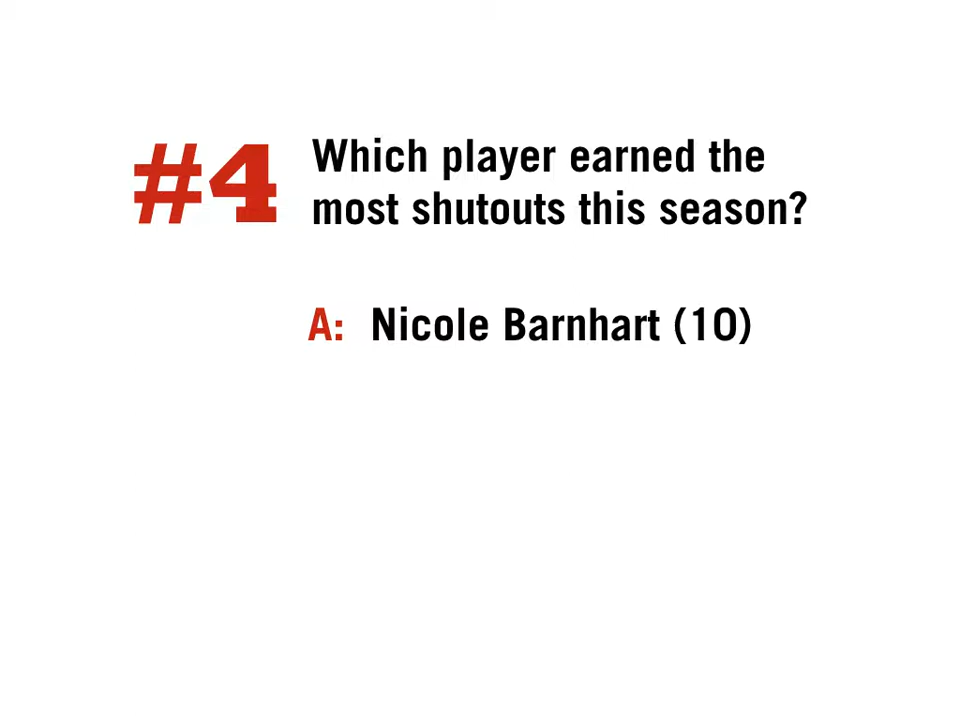 #4 Which player earned the
most shutouts this season?
A: Nicole Barnhart (10)